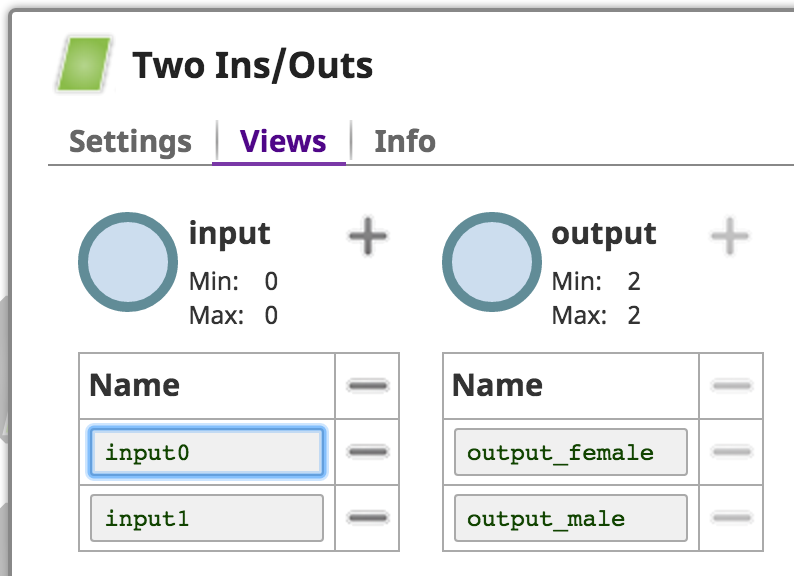 Two Ins/Outs
Settings Views Info
input
Min: 0
Max: 0
Name
input0
input1
output
Min: 2
Max: 2
Name
output_female
output_male